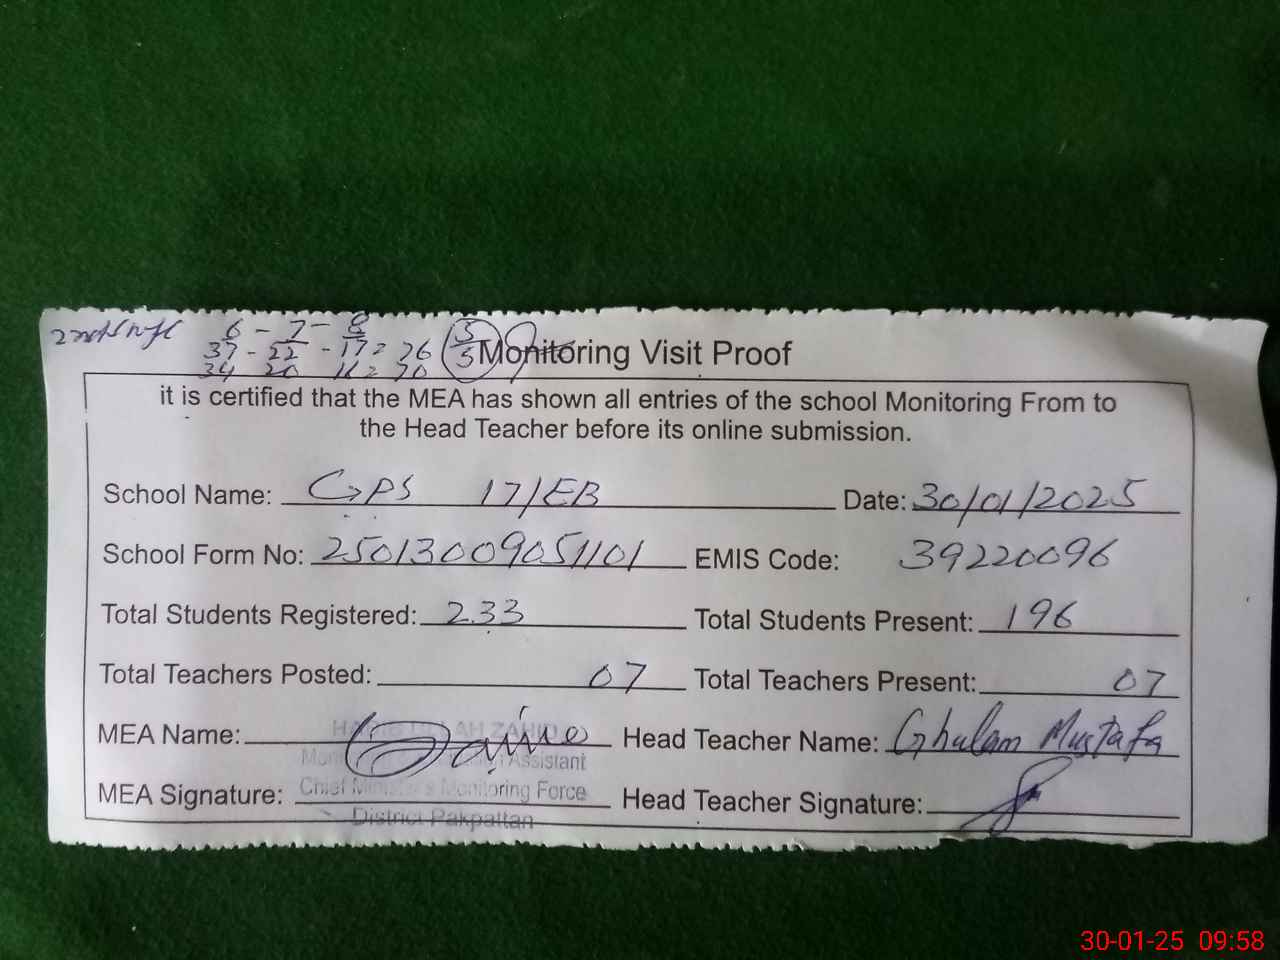 6 - 7 - 8
37 - 22 - 17 = 76
5/5
34 20 16 = 70
Monitoring Visit Proof
it is certified that the MEA has shown all entries of the school Monitoring From to
the Head Teacher before its online submission.
School Name: GPS 17/EB Date: 30/01/2025
School Form No: 25013009051101 EMIS Code: 39220096
Total Students Registered: 233 Total Students Present: 196
Total Teachers Posted: 07 Total Teachers Present: 07
MEA Name: Head Teacher Name: Ghulam Mustafa
Assistant
MEA Signature: Head Teacher Signature:
Chief Minister's Monitoring Force
District Pakpattan
30-01-25 09:58